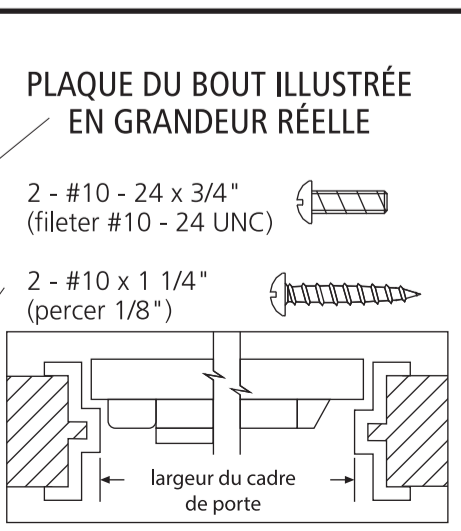 PLAQUE DU BOUT ILLUSTRÉE
EN GRANDEUR RÉELLE
2 - #10 - 24 x 3/4"
(fileter #10 - 24 UNC)
2 - #10 x 1 1/4"
(percer 1/8")
largeur du cadre
de porte